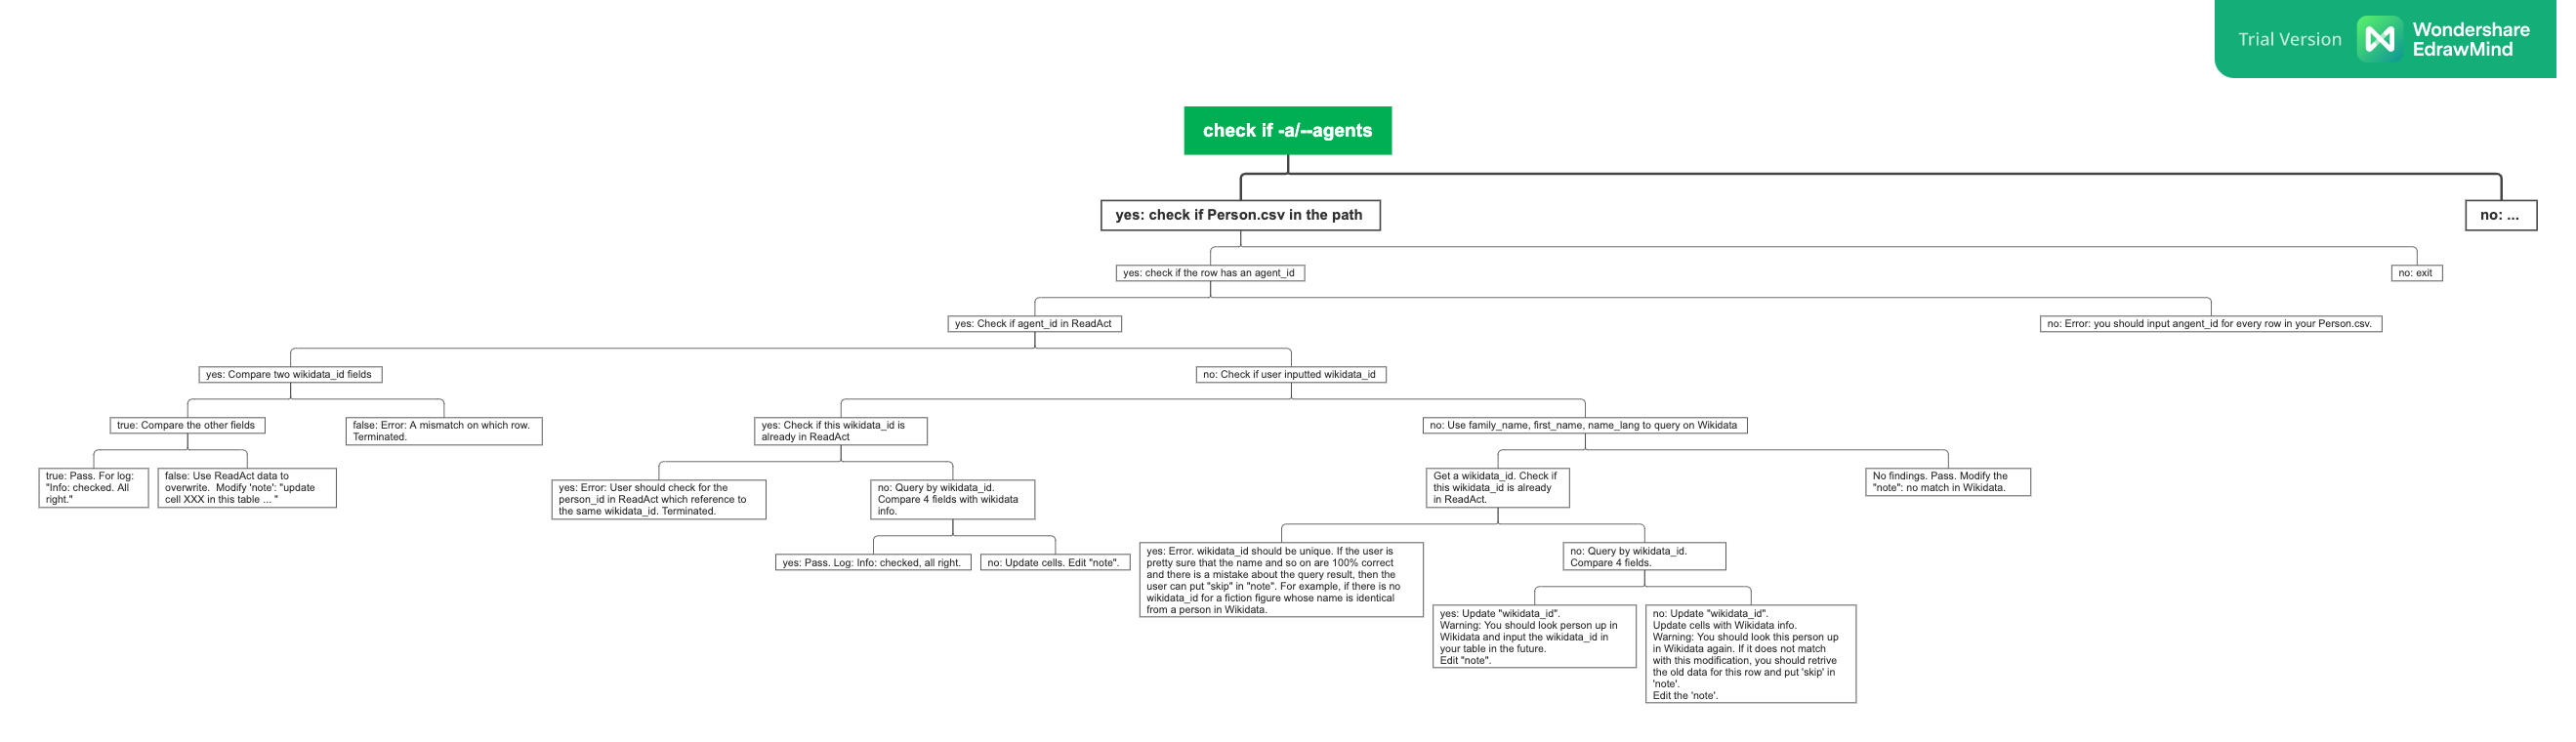 Trial Version
Wondershare
EdrawMind
check if -a/--agents
yes: check if Person.csv in the path
no: ...
yes: check if the row has an agent_id
no: exit
yes: Check if agent_id in ReadAct
no: Error: you should input angent_id for every row in your Person.csv.
yes: Compare two wikidata_id fields
no: Check if user inputted wikidata_id
true: Compare the other fields
false: Error: A mismatch on which row.
Terminated.
yes: Check if this wikidata_id is
already in ReadAct
no: Use family_name, first_name, name_lang to query on Wikidata
true: Pass. For log:
"Info: checked. All
right."
false: Use ReadAct data to
overwrite.  Modify 'note': "update
cell XXX in this table ... "
yes: Error: User should check for the
person_id in ReadAct which reference to
the same wikidata_id. Terminated.
no: Query by wikidata_id.
Compare 4 fields with wikidata
info.
Get a wikidata_id. Check if
this wikidata_id is already
in ReadAct.
No findings. Pass. Modify the
"note": no match in Wikidata.
yes: Pass. Log: Info: checked, all right.
no: Update cells. Edit "note".
yes: Error. wikidata_id should be unique. If the user is
pretty sure that the name and so on are 100% correct
and there is a mistake about the query result, then the
user can put "skip" in "note". For example, if there is no
wikidata_id for a fiction figure whose name is identical
from a person in Wikidata.
no: Query by wikidata_id.
Compare 4 fields.
yes: Update "wikidata_id".
Warning: You should look person up in
Wikidata and input the wikidata_id in
your table in the future.
Edit "note".
no: Update "wikidata_id".
Update cells with Wikidata info.
Warning: You should look this person up
in Wikidata again. If it does not match
with this modification, you should retrive
the old data for this row and put 'skip' in
'note'.
Edit the 'note'.